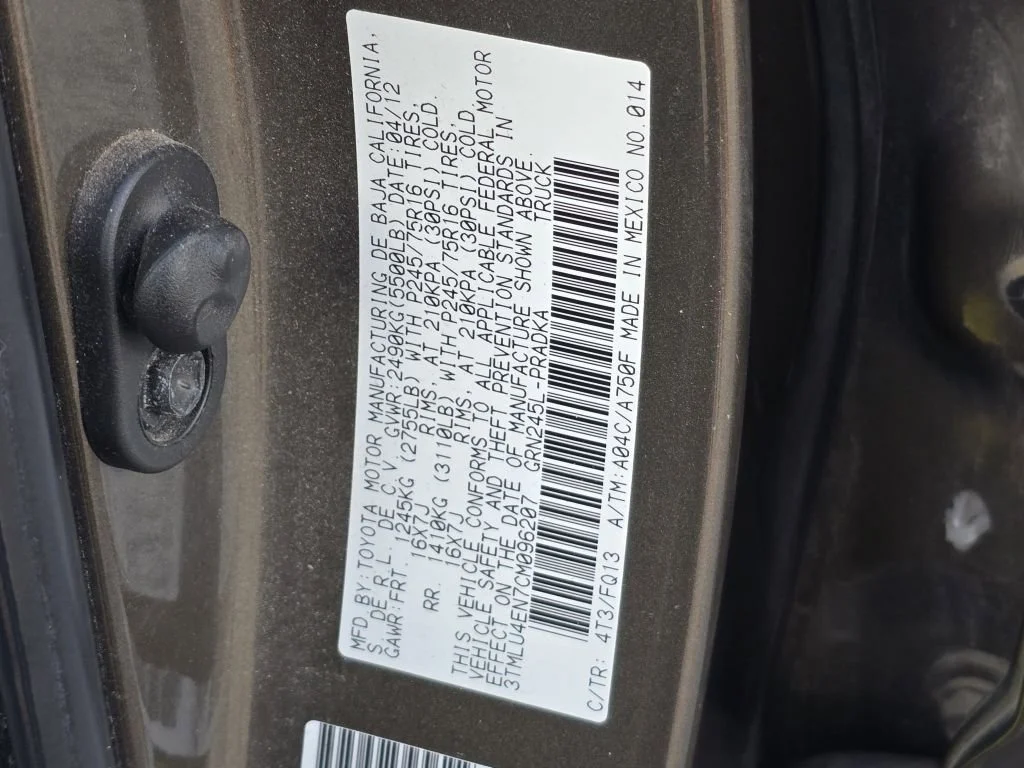 MFD.BY:TOYOTA MOTOR MANUFACTURING DE BAJA CALIFORNIA,
S. DE R.L. DE C.V. GVWR:2490KG(5500LB)DATE:04/12
GAWR:FRT. 1245KG (2755LB) WITH P245/75R16 TIRES,
16X7J RIMS, AT 210KPA (30PSI) COLD.
RR. 1410KG (3110LB) WITH P245/75R16 TIRES,
16X7J RIMS, AT 210KPA (30PSI) COLD.
THIS VEHICLE CONFORMS TO ALL APPLICABLE FEDERAL MOTOR
VEHICLE SAFETY AND THEFT PREVENTION STANDARDS IN
EFFECT ON THE DATE OF MANUFACTURE SHOWN ABOVE.
3TMLU4EN7CM096207 GRN245L-PRADKA TRUCK
C/TR: 4T3/FQ13 A/TM:A04C/A750F MADE IN MEXICO NO.014